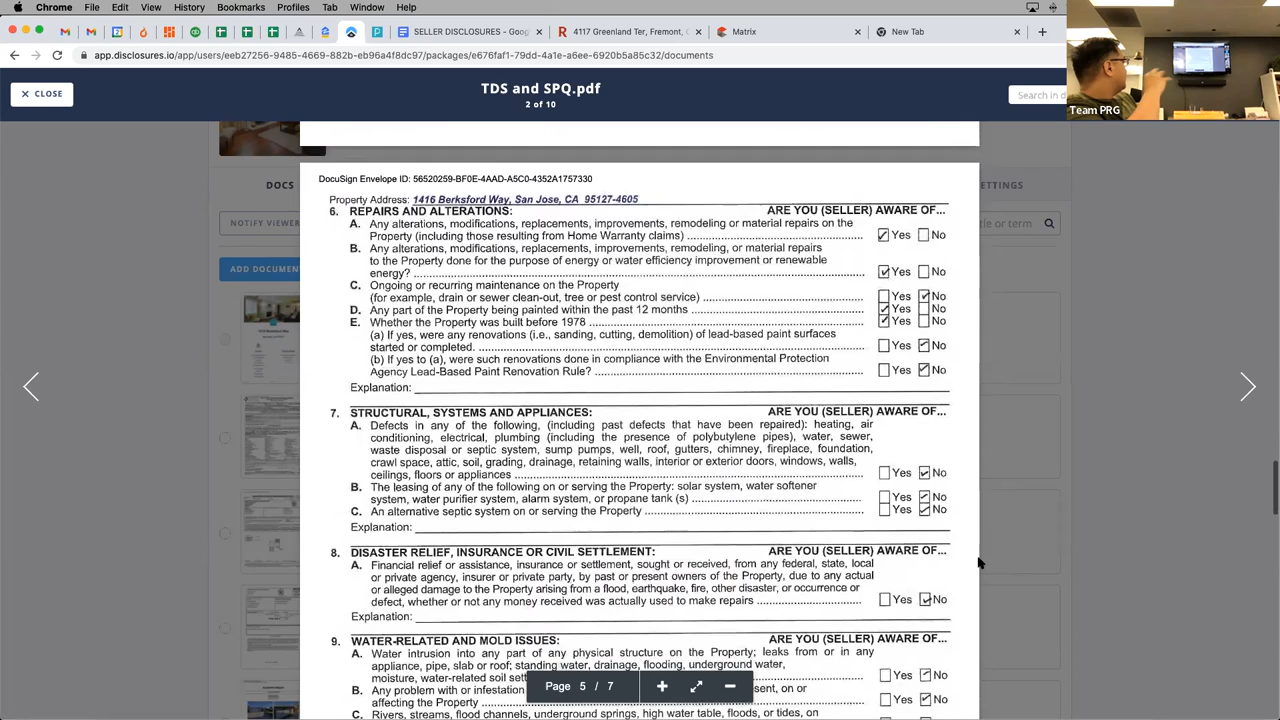 Chrome File Edit View History Bookmarks Profiles Tab Window Help
SELLER DISCLOSURES - Goo
4117 Greenland Ter, Fremont, C
Matrix
New Tab
app.disclosures.io/app/users/eeb27256-8485-4669-882b-eb96a4f8dc97/packages/e676faf1-79dd-4a1e-a6ee-6920b5a85c32/documents
Team PRG
× CLOSE
TDS and SPQ.pdf
2 of 10
Search in d
DOCS
ETTINGS
NOTIFY VIEWER
tle or term
ADD DOCUMEN
DocuSign Envelope ID: 56520259-BF0E-4AAD-A5C0-4352A1757330
Property Address: 1416 Berksford Way, San Jose, CA 95127-4605
6. REPAIRS AND ALTERATIONS: ARE YOU (SELLER) AWARE OF...
A. Any alterations, modifications, replacements, improvements, remodeling or material repairs on the
Property (including those resulting from Home Warranty claims) Yes No
B. Any alterations, modifications, replacements, improvements, remodeling, or material repairs
to the Property done for the purpose of energy or water efficiency improvement or renewable
energy? Yes No
C. Ongoing or recurring maintenance on the Property
(for example, drain or sewer clean-out, tree or pest control service) Yes No
D. Any part of the Property being painted within the past 12 months Yes No
E. Whether the Property was built before 1978 Yes No
(a) If yes, were any renovations (i.e., sanding, cutting, demolition) of lead-based paint surfaces
started or completed. Yes No
(b) If yes to (a), were such renovations done in compliance with the Environmental Protection
Agency Lead-Based Paint Renovation Rule? Yes No
Explanation:
7. STRUCTURAL, SYSTEMS AND APPLIANCES: ARE YOU (SELLER) AWARE OF...
A. Defects in any of the following, (including past defects that have been repaired): heating, air
conditioning, electrical, plumbing (including the presence of polybutylene pipes), water, sewer,
waste disposal or septic system, sump pumps, well, roof, gutters, chimney, fireplace, foundation,
crawl space, attic, soil, grading, drainage, retaining walls, interior or exterior doors, windows, walls,
ceilings, floors or appliances Yes No
B. The leasing of any of the following on or serving the Property: solar system, water softener
system, water purifier system, alarm system, or propane tank (s) Yes No
C. An alternative septic system on or serving the Property Yes No
Explanation:
8. DISASTER RELIEF, INSURANCE OR CIVIL SETTLEMENT: ARE YOU (SELLER) AWARE OF...
A. Financial relief or assistance, insurance or settlement, sought or received, from any federal, state, local
or private agency, insurer or private party, by past or present owners of the Property, due to any actual
or alleged damage to the Property arising from a flood, earthquake, fire, other disaster, or occurrence or
defect, whether or not any money received was actually used to make repairs Yes No
Explanation:
9. WATER-RELATED AND MOLD ISSUES: ARE YOU (SELLER) AWARE OF...
A. Water intrusion into any part of any physical structure on the Property; leaks from or in any
appliance, pipe, slab or roof; standing water, drainage, flooding, underground water,
moisture, water-related soil sett Yes No
B. Any problem with or infestation sent, on or
affecting the Property Yes No
C. Rivers, streams, flood channels, underground springs, high water table, floods, or tides, on
Page 5 / 7